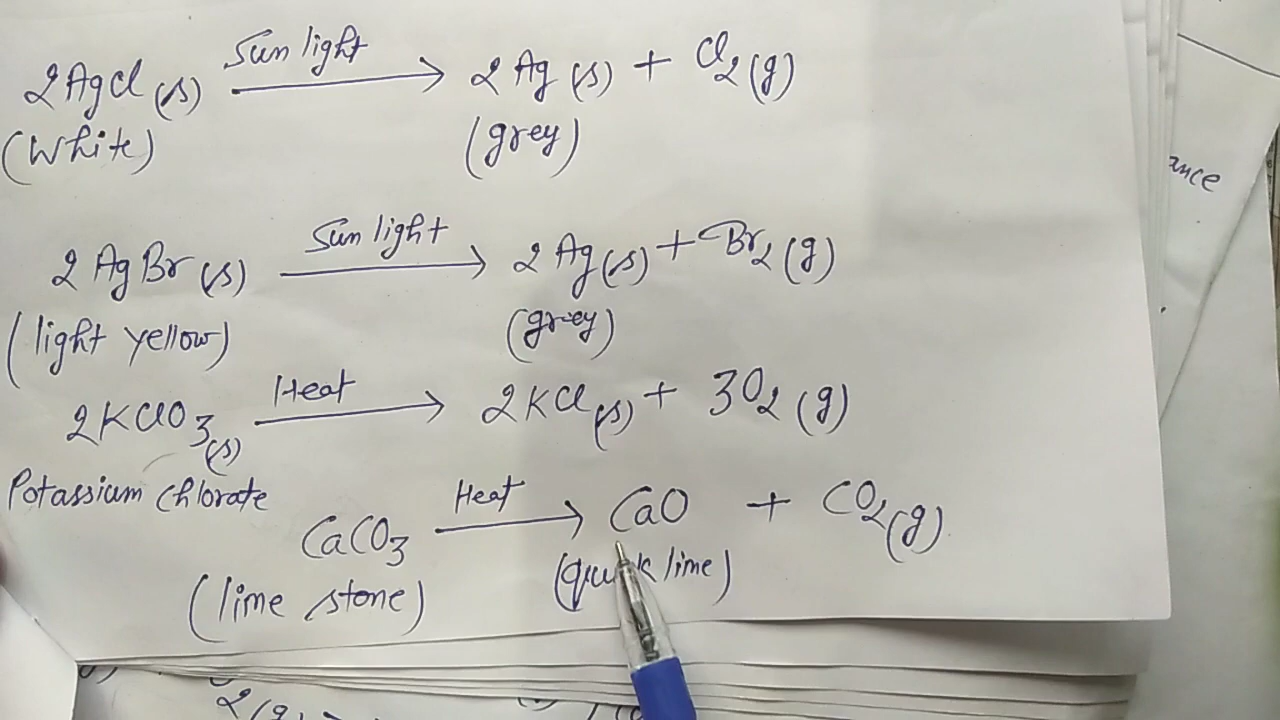 Sun light
2AgCl(s) ⟶ 2Ag(s) + Cl₂(g)
(White) (grey)
ance
Sun light
2AgBr(s) ⟶ 2Ag(s) + Br₂(g)
(light yellow) (grey)
Heat
2KClO₃(s) ⟶ 2KCl(s) + 3O₂(g)
Potassium chlorate
Heat
CaCO₃ ⟶ CaO + CO₂(g)
(lime stone) (quick lime)